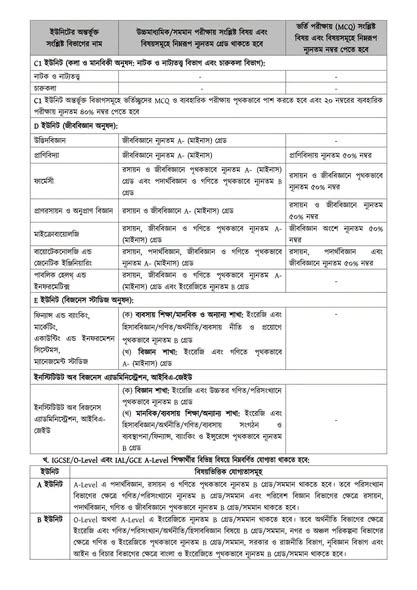 ইউনিটের অন্তর্ভুক্ত
সংশ্লিষ্ট বিভাগের নাম
উচ্চমাধ্যমিক/সমমান পরীক্ষায় সংশ্লিষ্ট বিষয় এবং
বিষয়সমূহে নিম্নরূপ ন্যূনতম গ্রেড থাকতে হবে
ভর্তি পরীক্ষায় (MCQ) সংশ্লিষ্ট
বিষয় এবং বিষয়সমূহে নিম্নরূপ
ন্যূনতম নম্বর পেতে হবে
C1 ইউনিট (কলা ও মানবিকী অনুষদ: নাটক ও নাট্যতত্ত্ব বিভাগ এবং চারুকলা বিভাগ):
নাটক ও নাট্যতত্ত্ব - -
চারুকলা - -
C1 ইউনিট অন্তর্ভুক্ত বিভাগসমূহে ভর্তিচ্ছুদের MCQ ও ব্যবহারিক পরীক্ষায় পৃথকভাবে পাশ করতে হবে এবং ২০ নম্বরের ব্যবহারিক
পরীক্ষায় ন্যূনতম ৪০% নম্বর পেতে হবে
D ইউনিট (জীববিজ্ঞান অনুষদ):
উদ্ভিদবিজ্ঞান জীববিজ্ঞানে ন্যূনতম A- (মাইনাস) গ্রেড -
প্রাণিবিদ্যা জীববিজ্ঞানে ন্যূনতম A- (মাইনাস) প্রাণিবিদ্যায় ন্যূনতম ৫০% নম্বর
ফার্মেসী
রসায়ন ও জীববিজ্ঞানে পৃথকভাবে ন্যূনতম A- (মাইনাস)
গ্রেড এবং পদার্থবিজ্ঞান ও গণিতে পৃথকভাবে ন্যূনতম B
গ্রেড
রসায়ন ও জীববিজ্ঞানে পৃথকভাবে
ন্যূনতম ৫০% নম্বর
প্রাণরসায়ন ও অনুপ্রাণ বিজ্ঞান রসায়ন ও জীববিজ্ঞানে A- (মাইনাস) গ্রেড
রসায়ন ও জীববিজ্ঞানে ন্যূনতম
৫০% নম্বর
মাইক্রোবায়োলজি
রসায়ন, জীববিজ্ঞান ও গণিতে পৃথকভাবে ন্যূনতম A-
(মাইনাস) গ্রেড
জীববিজ্ঞান অংশে ন্যূনতম ৫০%
নম্বর
বায়োটেকনোলজি এন্ড
জেনেটিক ইঞ্জিনিয়ারিং
রসায়ন, পদার্থবিজ্ঞান, জীববিজ্ঞান ও গণিতে পৃথকভাবে
ন্যূনতম A- (মাইনাস) গ্রেড
রসায়ন, পদার্থবিজ্ঞান এবং
জীববিজ্ঞানে ন্যূনতম ৫০% নম্বর
পাবলিক হেলথ্ এন্ড
ইনফরমেটিক্স
রসায়ন, জীববিজ্ঞান ও গণিতে পৃথকভাবে ন্যূনতম A-
(মাইনাস) গ্রেড এবং ইংরেজিতে ন্যূনতম B গ্রেড
-
E ইউনিট (বিজনেস স্টাডিজ অনুষদ):
ফিন্যান্স এন্ড ব্যাংকিং,
মার্কেটিং,
একাউন্টিং এন্ড ইনফরমেশন
সিস্টেমস,
ম্যানেজমেন্ট স্টাডিজ
(ক) ব্যবসায় শিক্ষা/মানবিক ও অন্যান্য শাখা: ইংরেজি এবং
হিসাববিজ্ঞান/গণিত/অর্থনীতি/ব্যবসায় নীতি ও প্রয়োগে
পৃথকভাবে ন্যূনতম B গ্রেড
(খ) বিজ্ঞান শাখা: ইংরেজি এবং গণিতে পৃথকভাবে
A- (মাইনাস) গ্রেড
-
ইনস্টিটিউট অব বিজনেস এ্যাডমিনিস্ট্রেশন, আইবিএ-জেইউ
ইনস্টিটিউট অব বিজনেস
এ্যাডমিনিস্ট্রেশন, আইবিএ-
জেইউ
(ক) বিজ্ঞান শাখা: ইংরেজি এবং উচ্চতর গণিত/পরিসংখ্যানে
পৃথকভাবে ন্যূনতম B গ্রেড
(খ) মানবিক/ব্যবসায় শিক্ষা/অন্যান্য শাখা: ইংরেজি এবং
হিসাববিজ্ঞান/অর্থনীতি/গণিত/ব্যবসায় সংগঠন ও
ব্যবস্থাপনা/ফিন্যান্স, ব্যাংকিং ও ইন্সুরেন্সে পৃথকভাবে ন্যূনতম
B গ্রেড
-
খ. IGCSE/O-Level এবং IAL/GCE A-Level শিক্ষার্থীর বিভিন্ন বিষয়ে নিম্নবর্ণিত যোগ্যতা থাকতে হবে:
ইউনিট বিষয়ভিত্তিক যোগ্যতাসমূহ
A ইউনিট A-Level এ পদার্থবিজ্ঞান, রসায়ন ও গণিতে পৃথকভাবে ন্যূনতম B গ্রেড/সমমান থাকতে হবে। তবে পরিসংখ্যান
বিভাগের ক্ষেত্রে গণিত/পরিসংখ্যানে ন্যূনতম B গ্রেড/সমমান এবং পরিবেশ বিজ্ঞান বিভাগের ক্ষেত্রে রসায়ন,
পদার্থবিজ্ঞান, গণিত ও জীববিজ্ঞানে পৃথকভাবে ন্যূনতম B গ্রেড/সমমান থাকতে হবে।
B ইউনিট O-Level অথবা A-Level এ ইংরেজিতে ন্যূনতম B গ্রেড/সমমান থাকতে হবে। তবে অর্থনীতি বিভাগের ক্ষেত্রে
ইংরেজি এবং গণিত/পরিসংখ্যান/অর্থনীতি/হিসাববিজ্ঞান বিষয়ে B গ্রেড/সমমান, নগর ও অঞ্চল পরিকল্পনা বিভাগের
ক্ষেত্রে গণিত ও ইংরেজিতে পৃথকভাবে ন্যূনতম B গ্রেড/সমমান, সরকার ও রাজনীতি বিভাগ, নৃবিজ্ঞান বিভাগ এবং
আইন ও বিচার বিভাগের ক্ষেত্রে বাংলা ও ইংরেজিতে পৃথকভাবে ন্যূনতম B গ্রেড/সমমান থাকতে হবে।